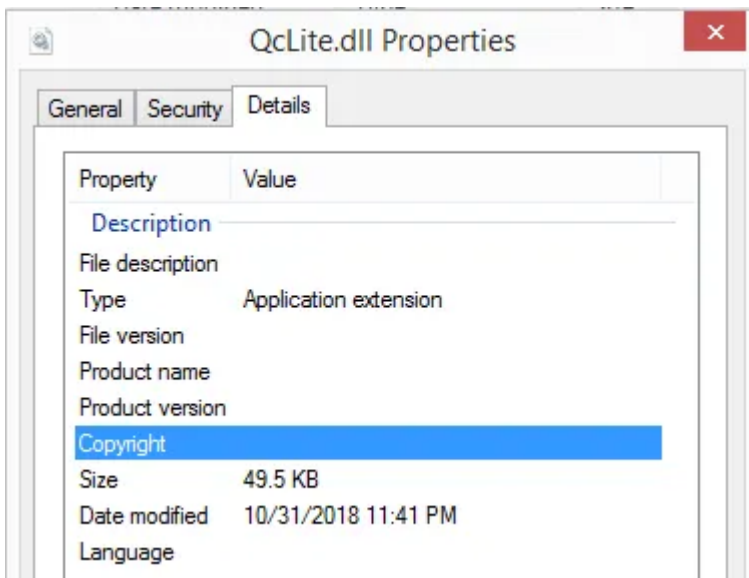 QcLite.dll Properties
General Security Details
Property Value
Description
File description
Type Application extension
File version
Product name
Product version
Copyright
Size 49.5 KB
Date modified 10/31/2018 11:41 PM
Language